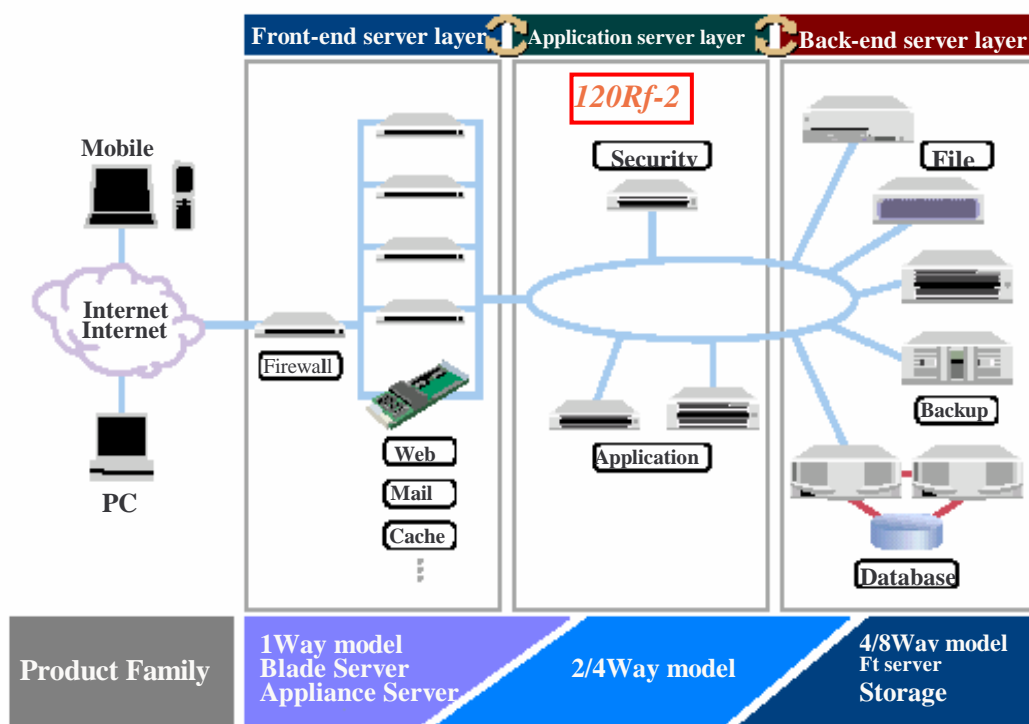 Front-end server layer
Application server layer
Back-end server layer
120Rf-2
Mobile
Security
File
Internet
Internet
Firewall
Backup
Web
Application
Mail
PC
Cache
Database
Product Family
1Way model
Blade Server
Appliance Server
2/4Way model
4/8Way model
Ft server
Storage